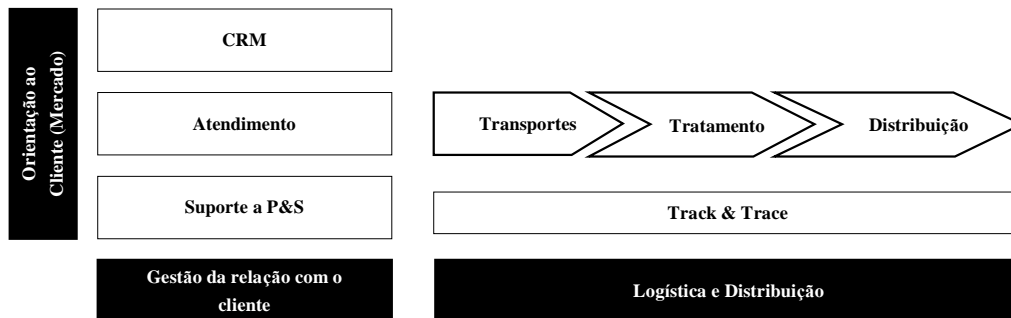 Orientação ao
Cliente (Mercado)
CRM
Atendimento
Suporte a P&S
Gestão da relação com o
cliente
Transportes
Tratamento
Distribuição
Track & Trace
Logística e Distribuição